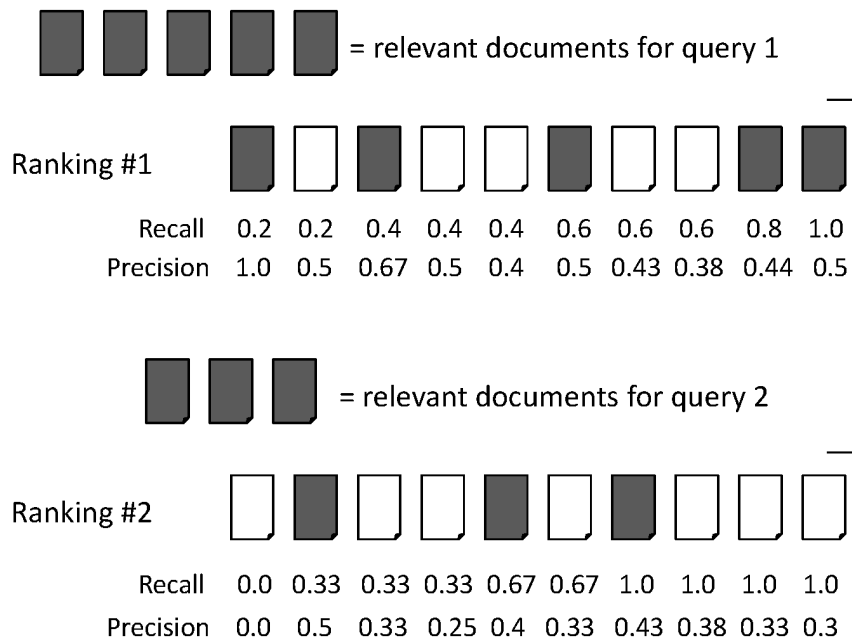 = relevant documents for query 1
Ranking #1
Recall 0.2 0.2 0.4 0.4 0.4 0.6 0.6 0.6 0.8 1.0
Precision 1.0 0.5 0.67 0.5 0.4 0.5 0.43 0.38 0.44 0.5
= relevant documents for query 2
Ranking #2
Recall 0.0 0.33 0.33 0.33 0.67 0.67 1.0 1.0 1.0 1.0
Precision 0.0 0.5 0.33 0.25 0.4 0.33 0.43 0.38 0.33 0.3